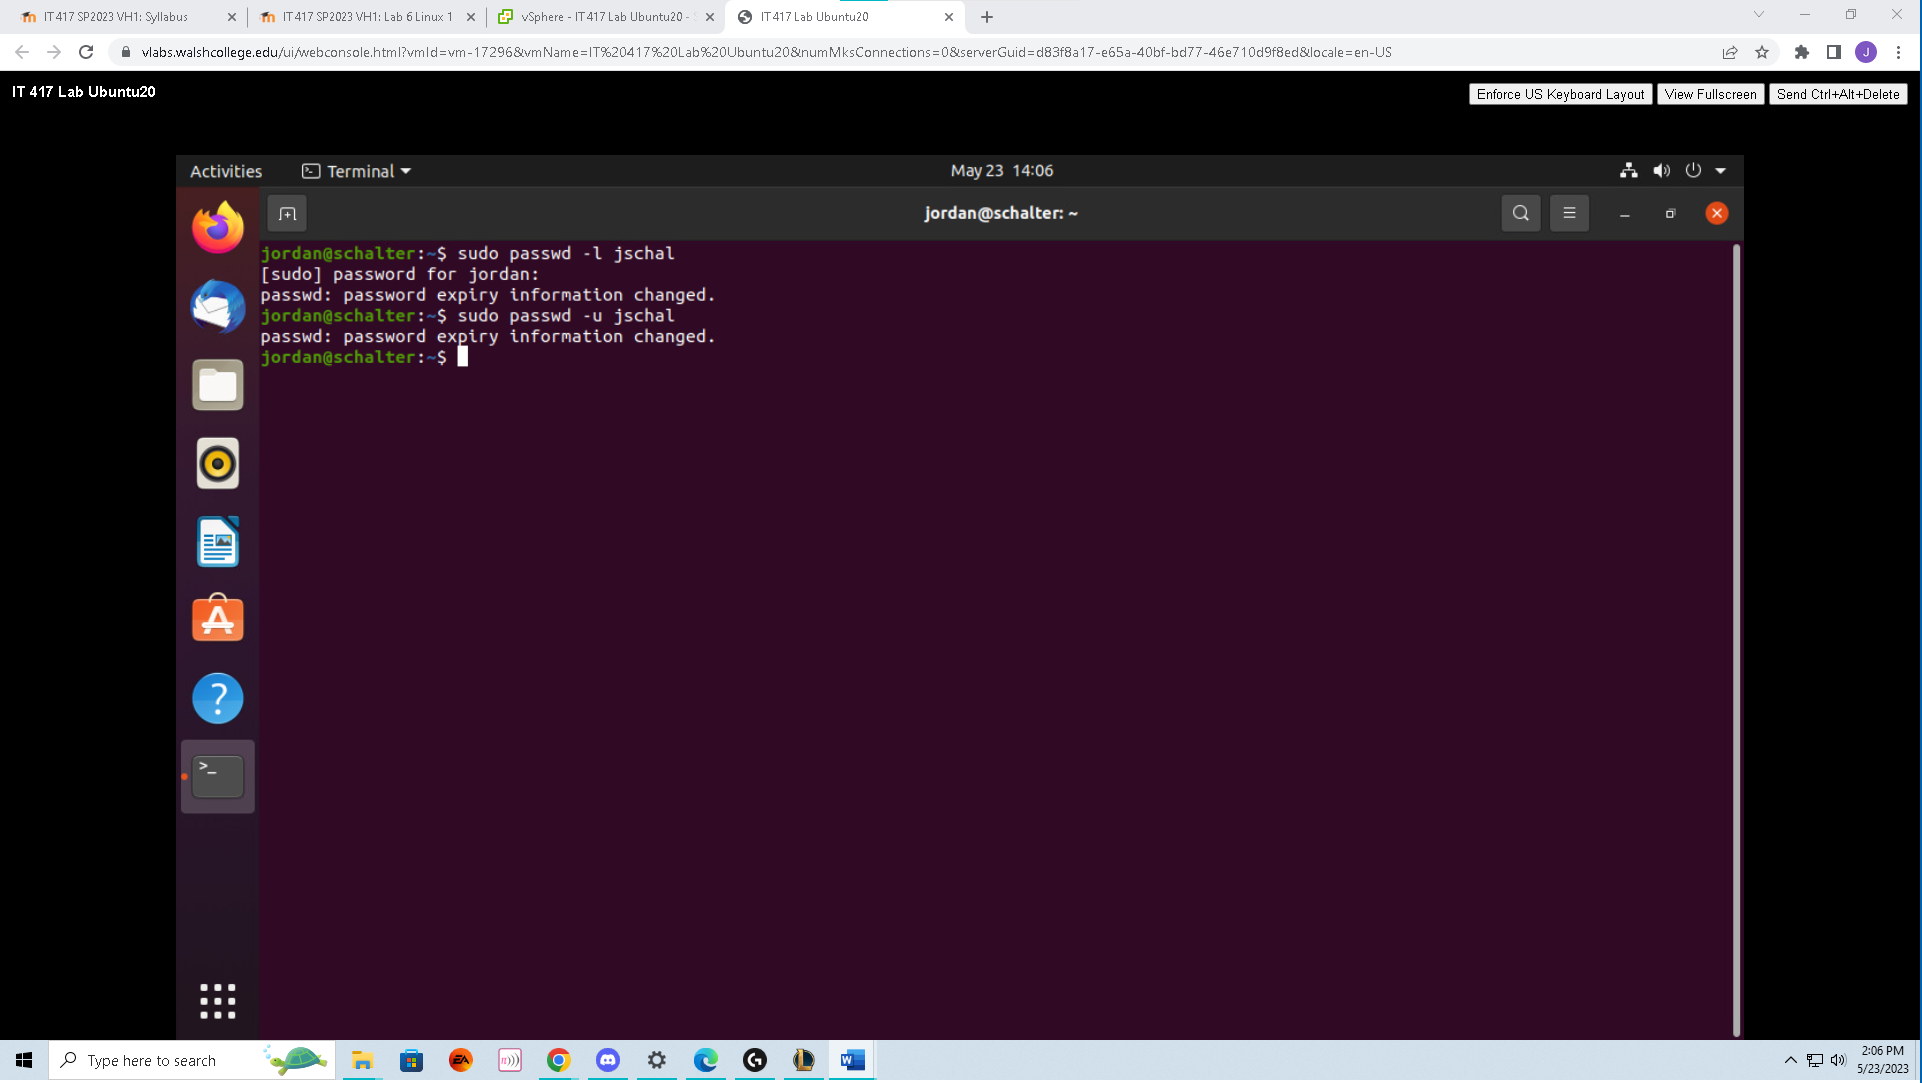 IT417 SP2023 VH1: Syllabus
IT417 SP2023 VH1: Lab 6 Linux 1
vSphere - IT417 Lab Ubuntu20 -
IT417 Lab Ubuntu20
vlabs.walshcollege.edu/ui/webconsole.html?vmId=vm-17296&vmName=IT%20417%20Lab%20Ubuntu20&numMksConnections=0&serverGuid=d83f8a17-e65a-40bf-bd77-46e710d9f8ed&locale=en-US
J
IT 417 Lab Ubuntu20
Enforce US Keyboard Layout
View Fullscreen
Send Ctrl+Alt+Delete
Activities
Terminal
May 23 14:06
jordan@schalter: ~
jordan@schalter:~$ sudo passwd -l jschal
[sudo] password for jordan:
passwd: password expiry information changed.
jordan@schalter:~$ sudo passwd -u jschal
passwd: password expiry information changed.
jordan@schalter:~$
Type here to search
2:06 PM
5/23/2023